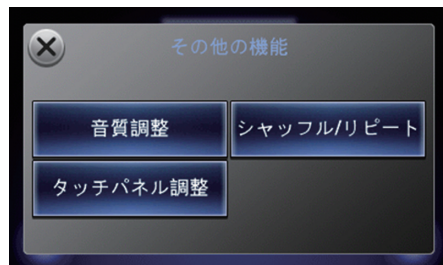 その他の機能
音質調整
シャッフル/リピート
タッチパネル調整